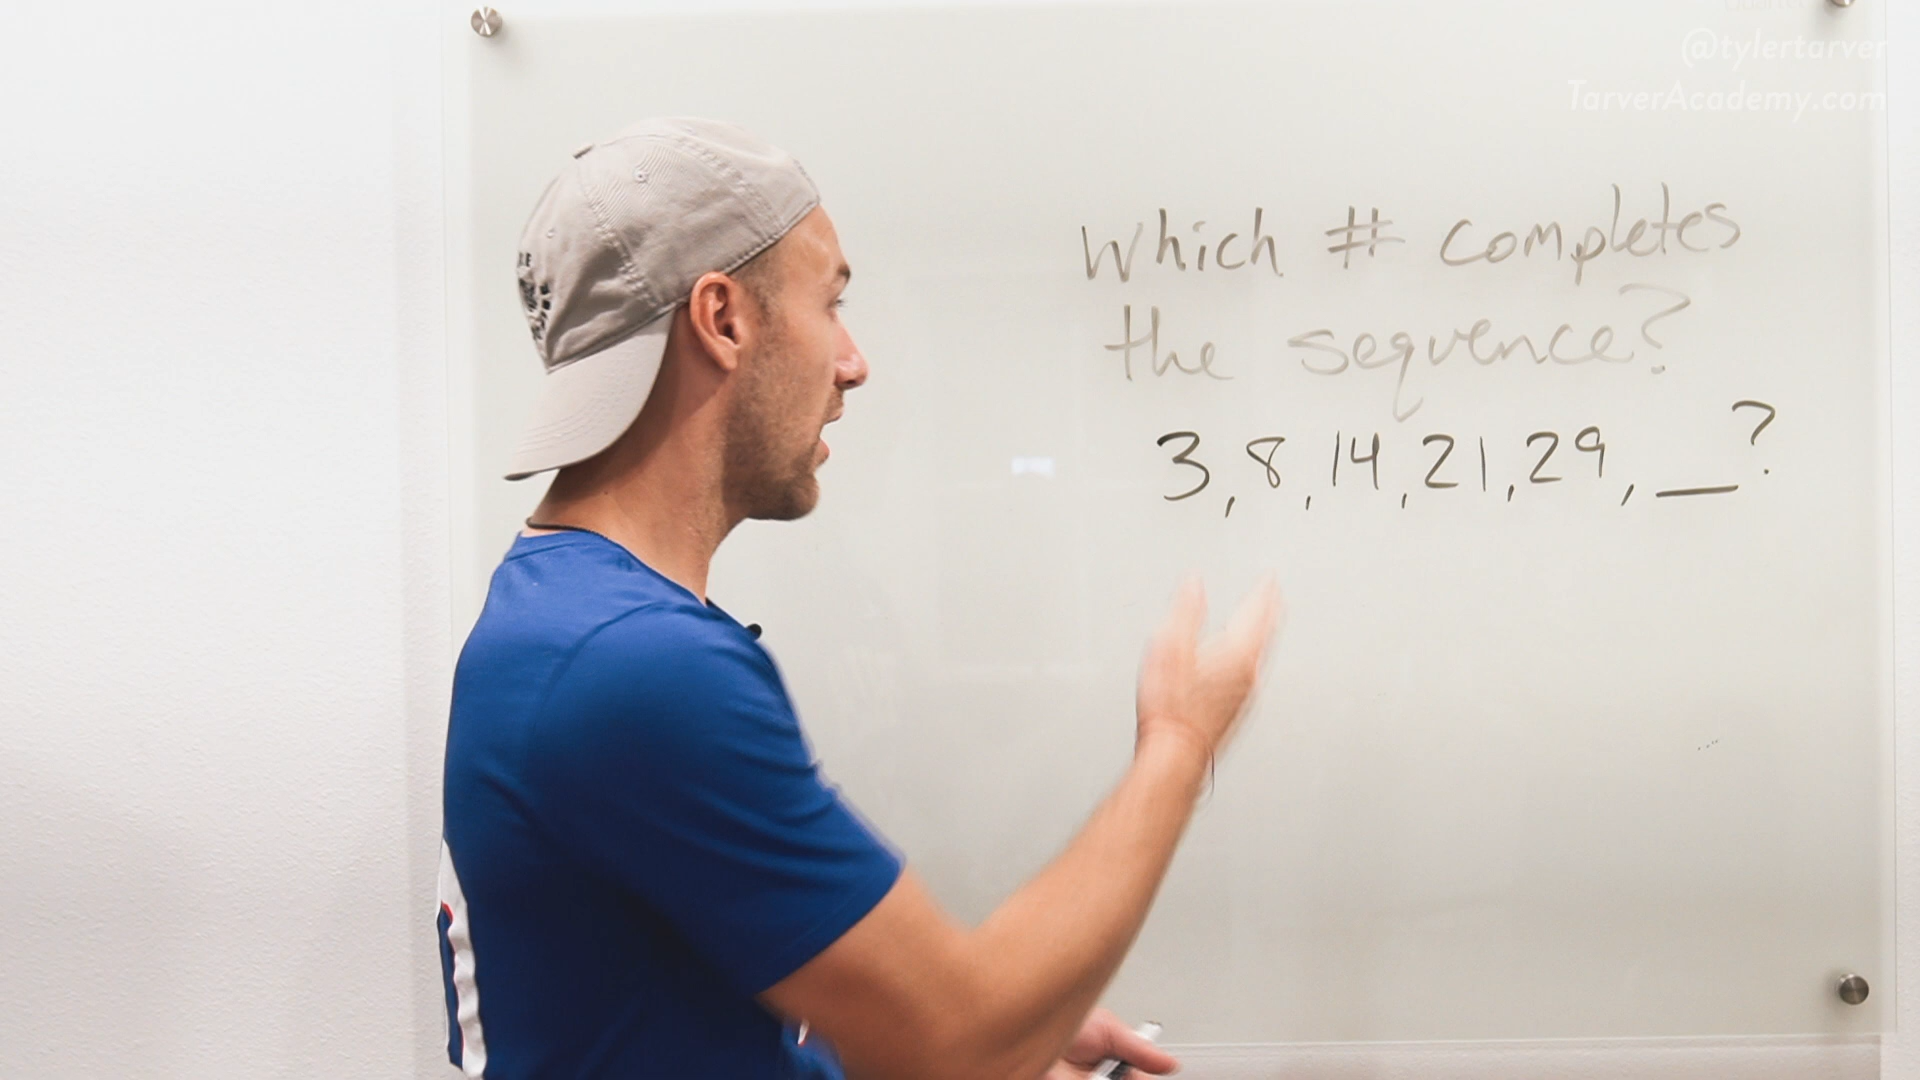 @tylertarver
TarverAcademy.com
Which # completes
the sequence?
3, 8, 14, 21, 29, __?